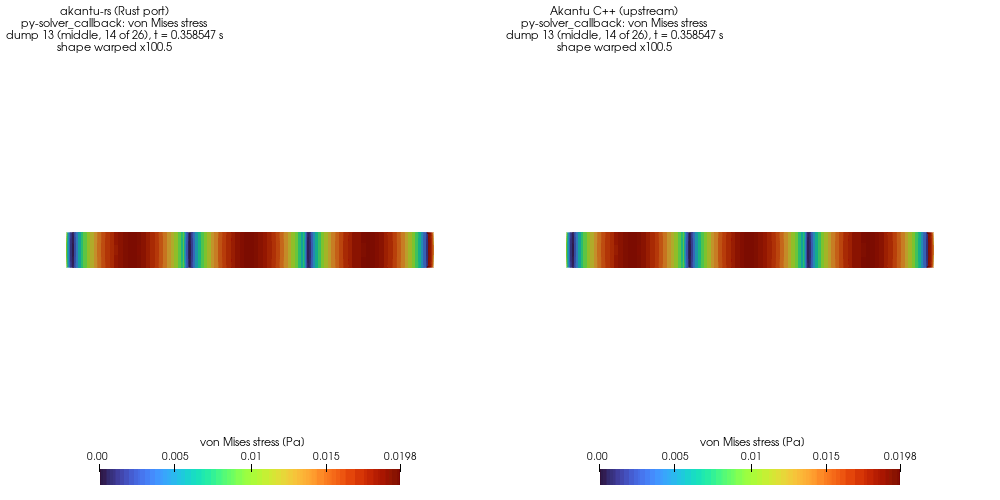 akantu-rs (Rust port)
py-solver_callback: von Mises stress
dump 13 (middle, 14 of 26), t = 0.358547 s
shape warped x100.5
Akantu C++ (upstream)
py-solver_callback: von Mises stress
dump 13 (middle, 14 of 26), t = 0.358547 s
shape warped x100.5
von Mises stress (Pa)
0.00 0.005 0.01 0.015 0.0198
von Mises stress (Pa)
0.00 0.005 0.01 0.015 0.0198